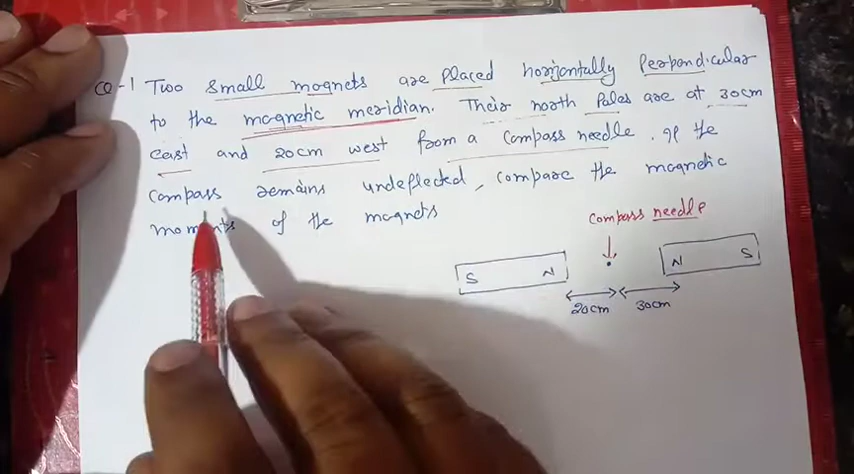 Q-1 Two small magnets are placed horizontally perpendicular
to the magnetic meridian. Their north Poles are at 30cm
east and 20cm west from a compass needle. If the
compass remains undeflected, compare the magnetic
moments of the magnets
compass needle
S N N S
20cm 30cm